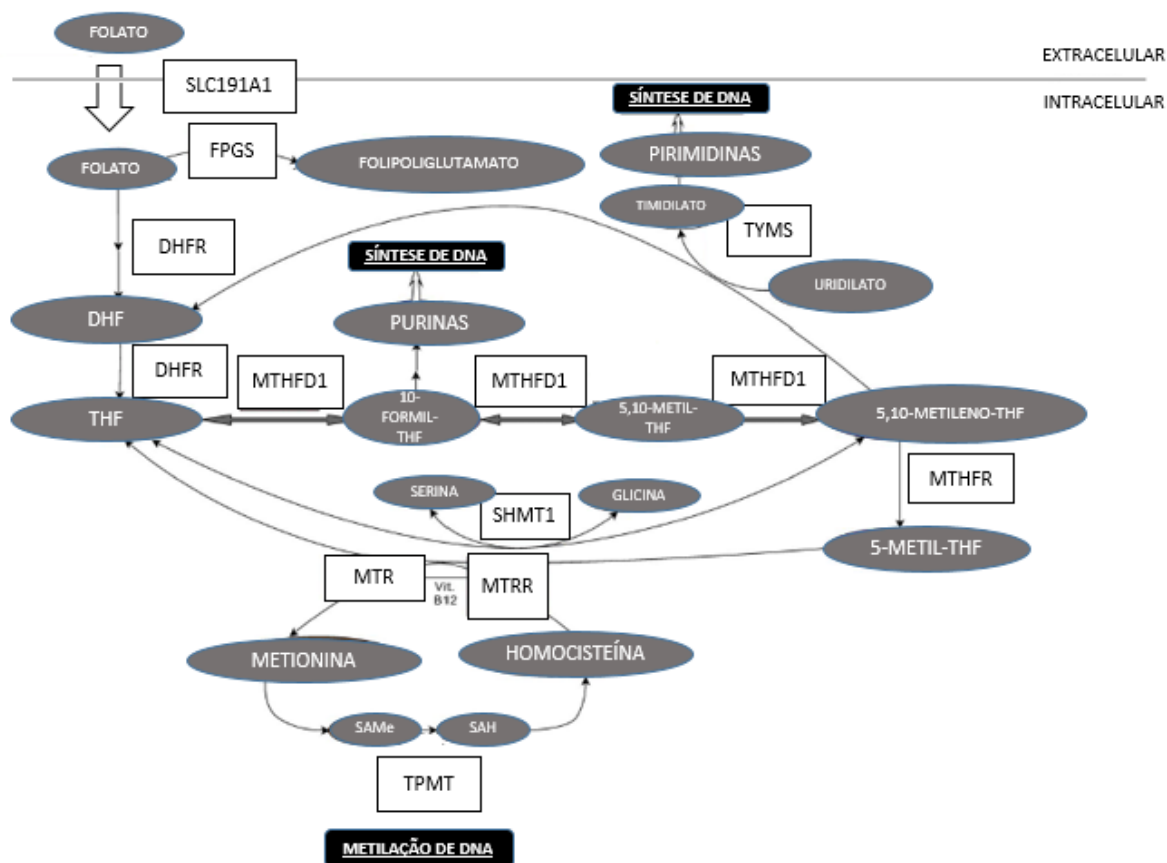 FOLATO
EXTRACELULAR
SLC191A1
INTRACELULAR
SÍNTESE DE DNA
FOLATO
FPGS
FOLIPOLIGLUTAMATO
PIRIMIDINAS
TIMIDILATO
TYMS
DHFR
SÍNTESE DE DNA
URIDILATO
DHF
PURINAS
DHFR
MTHFD1
MTHFD1
MTHFD1
THF
10-
FORMIL-
THF
5,10-METIL-
THF
5,10-METILENO-THF
MTHFR
SERINA
SHMT1
GLICINA
5-METIL-THF
MTR
Vit.
B12
MTRR
METIONINA
HOMOCISTEÍNA
SAMe
SAH
TPMT
METILAÇÃO DE DNA